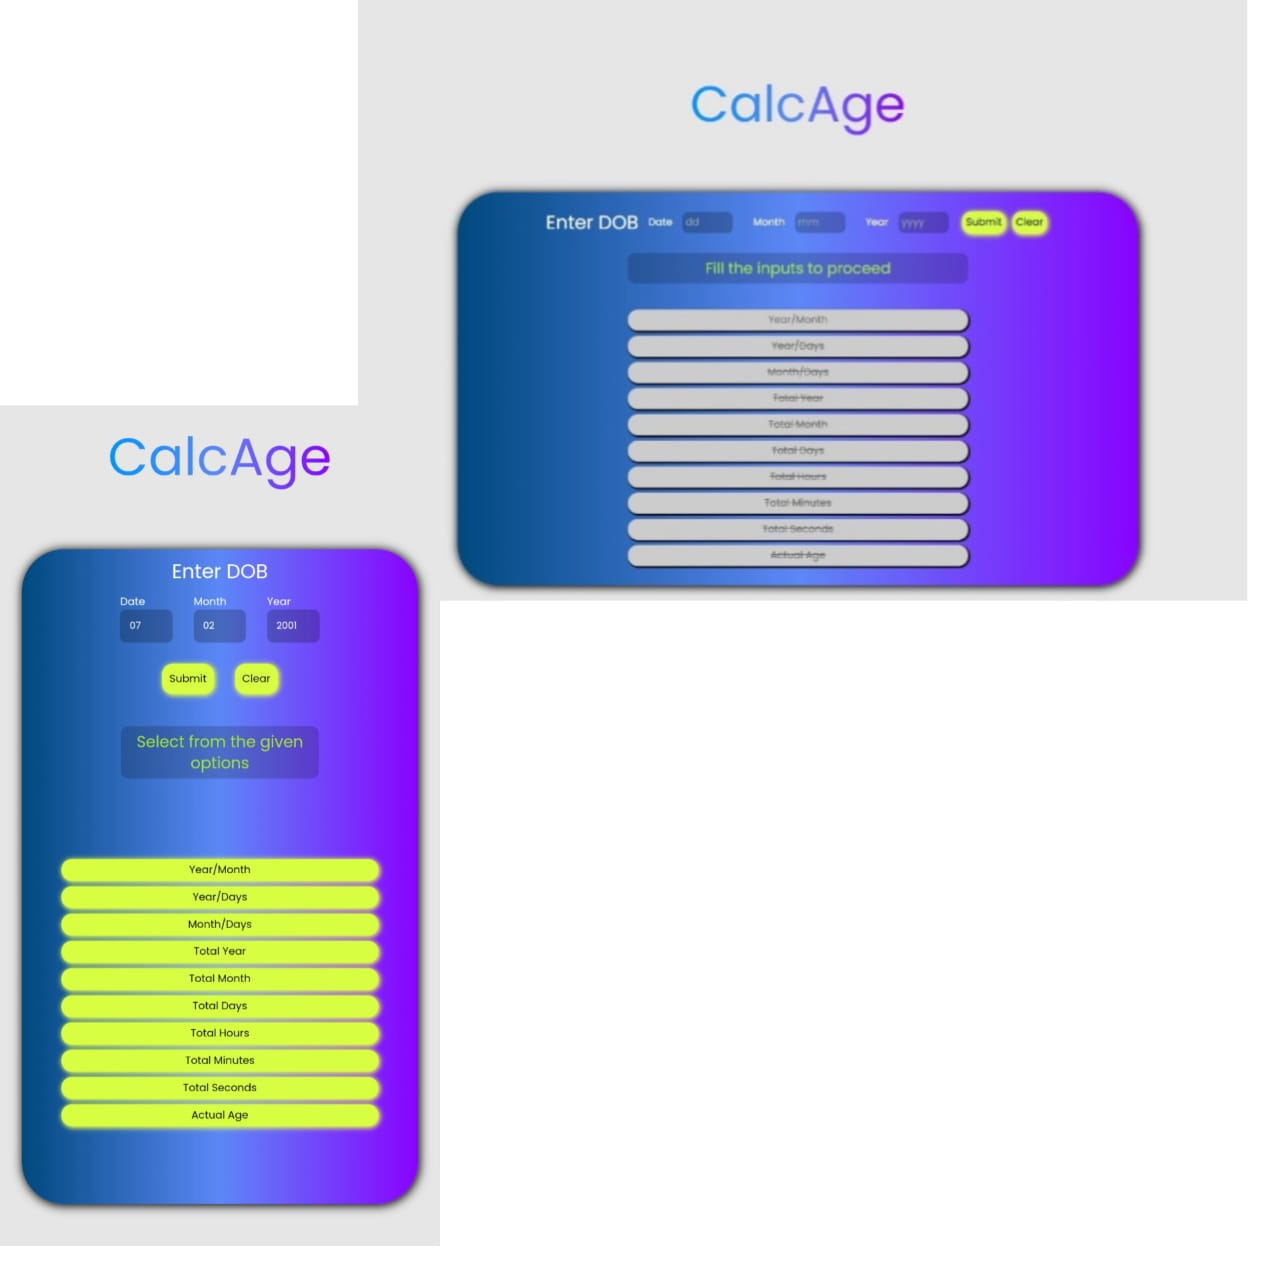 CalcAge
Enter DOB Date dd Month mm Year yyyy Submit Clear
Fill the inputs to proceed
Year/Month
Year/Days
Month/Days
Total Year
Total Month
Total Days
Total Hours
Total Minutes
Total Seconds
Actual Age
CalcAge
Enter DOB
Date Month Year
07 02 2001
Submit Clear
Select from the given
options
Year/Month
Year/Days
Month/Days
Total Year
Total Month
Total Days
Total Hours
Total Minutes
Total Seconds
Actual Age